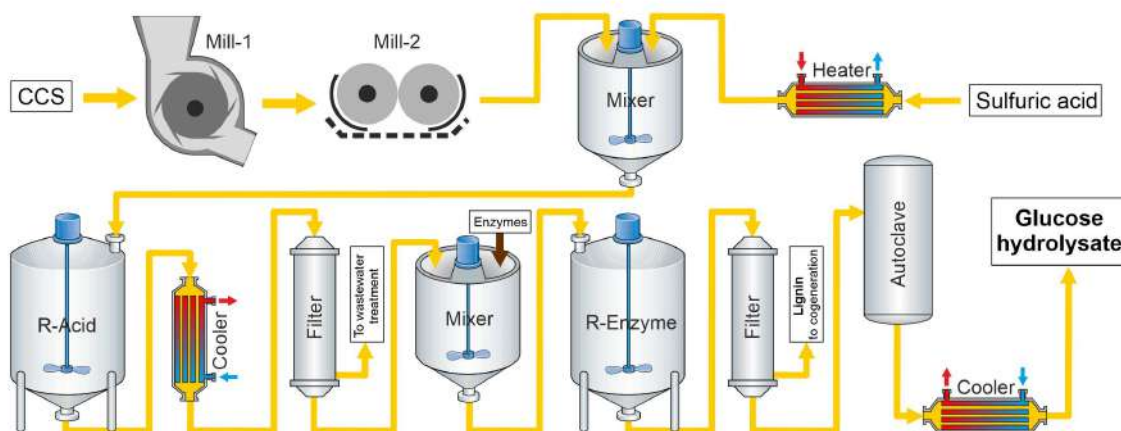 Mill-1
Mill-2
CCS
Mixer
Heater
Sulfuric acid
R-Acid
Cooler
Filter
To wastewater
treatment
Enzymes
Mixer
R-Enzyme
Filter
Lignin
to cogeneration
Autoclave
Cooler
Glucose
hydrolysate